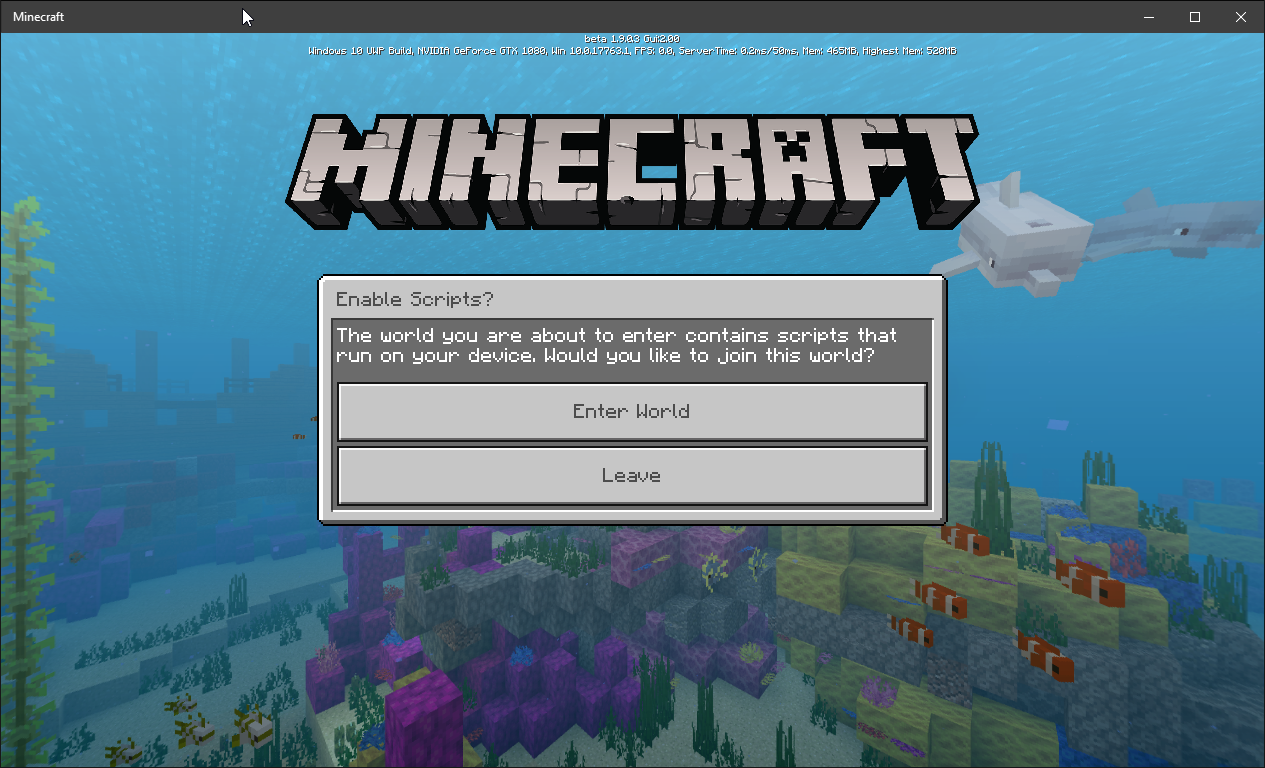 Minecraft
beta 1.9.0.3 Gui:2.00
Windows 10 UWP Build, NVIDIA GeForce GTX 1080, Win 10.0.17763.1, FPS: 0.0, ServerTime: 0.2ms/50ms, Mem: 465MB, Highest Mem: 520MB
MINECRAFT
Enable Scripts?
The world you are about to enter contains scripts that
run on your device. Would you like to join this world?
Enter World
Leave